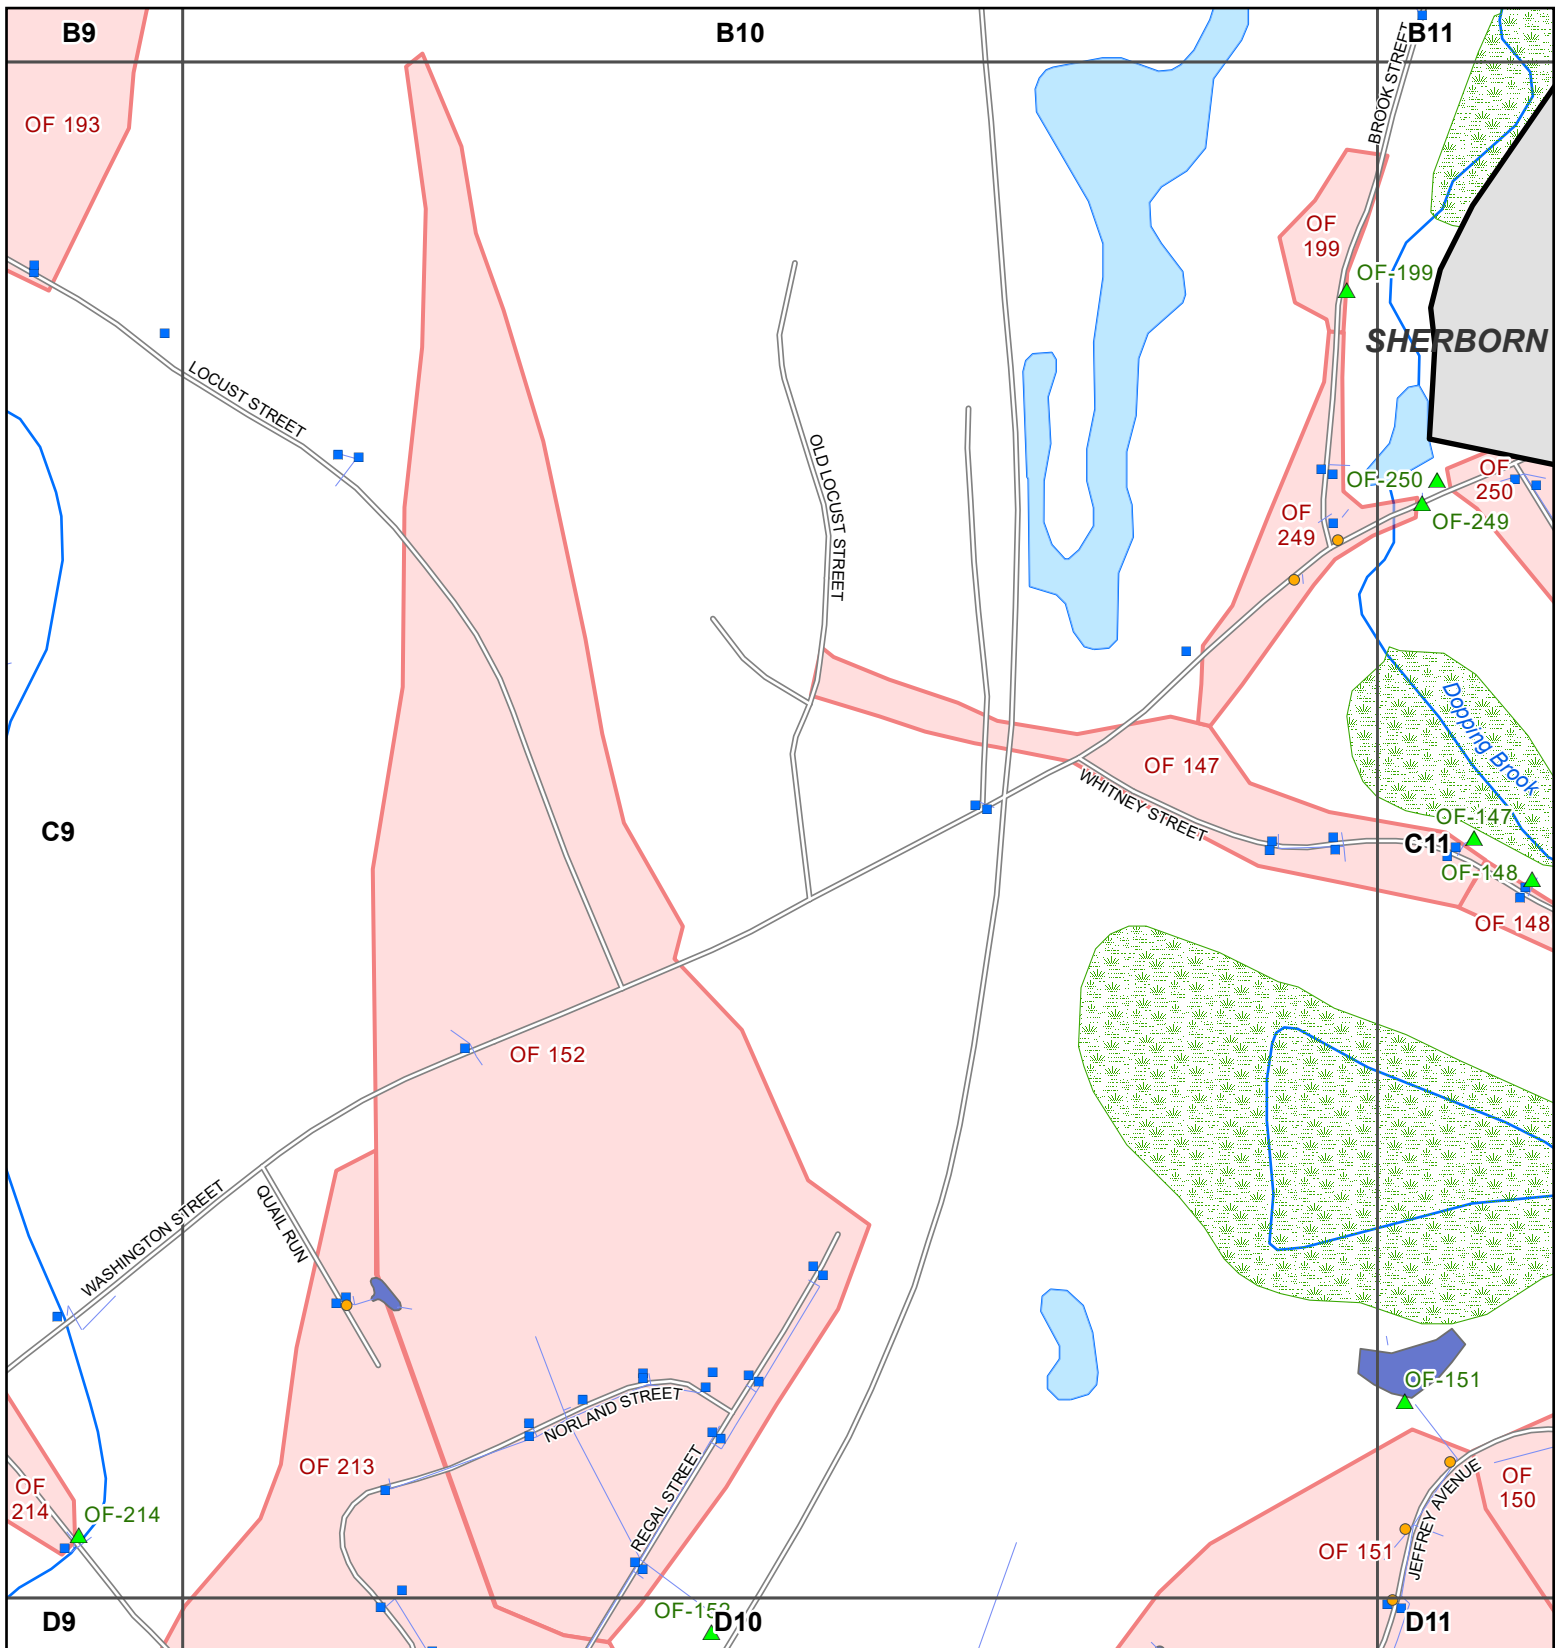 B9
B10
B11
BROOK STREET
OF 193
OF
199
OF-199
SHERBORN
LOCUST STREET
OLD LOCUST STREET
OF-250
OF
250
OF
249
OF-249
Dopping Brook
OF 147
WHITNEY STREET
OF-147
C9
C11
OF-148
OF 148
OF 152
WASHINGTON STREET
QUAIL RUN
OF-151
NORLAND STREET
OF 213
REGAL STREET
JEFFREY AVENUE
OF
150
OF
214
OF-214
OF 151
OF-152
D9
D10
D11